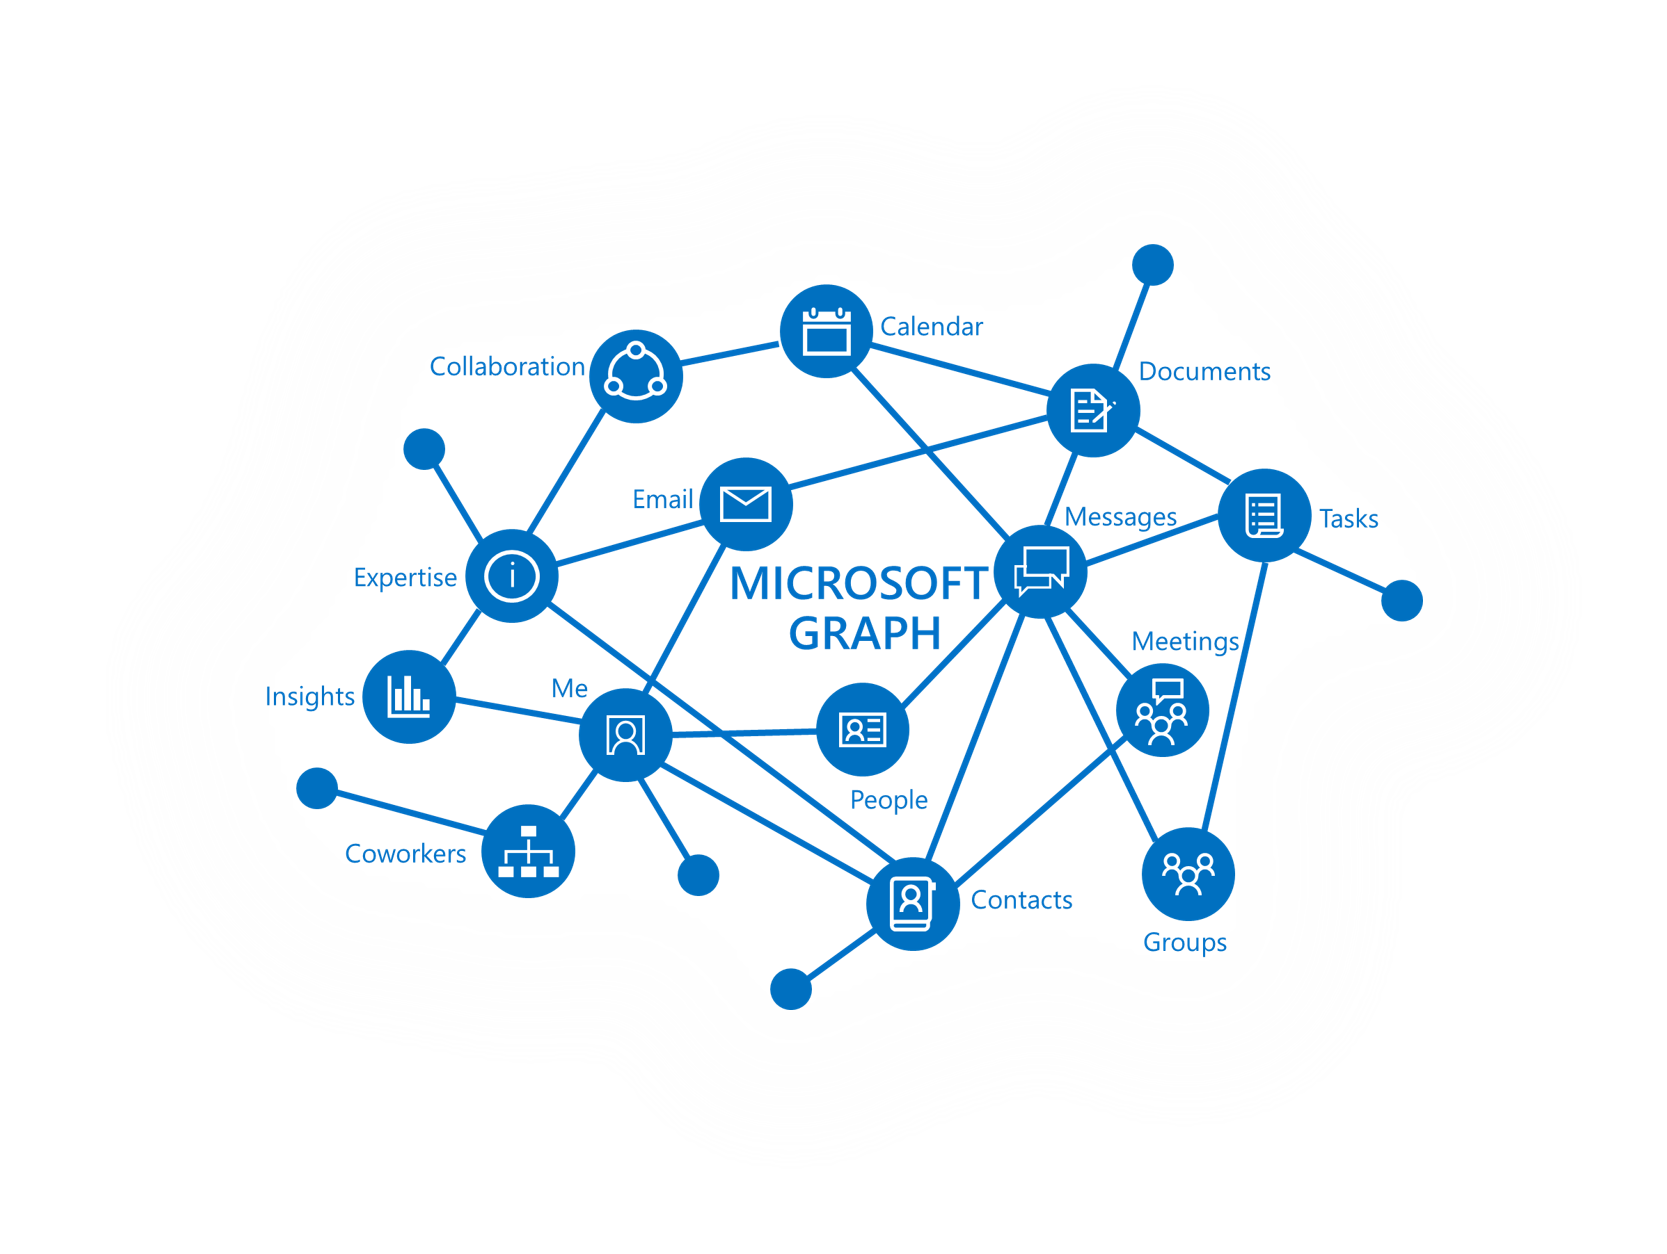 Calendar
Collaboration
Documents
Email
Messages
Tasks
Expertise
MICROSOFT
GRAPH
Meetings
Insights
Me
People
Coworkers
Contacts
Groups